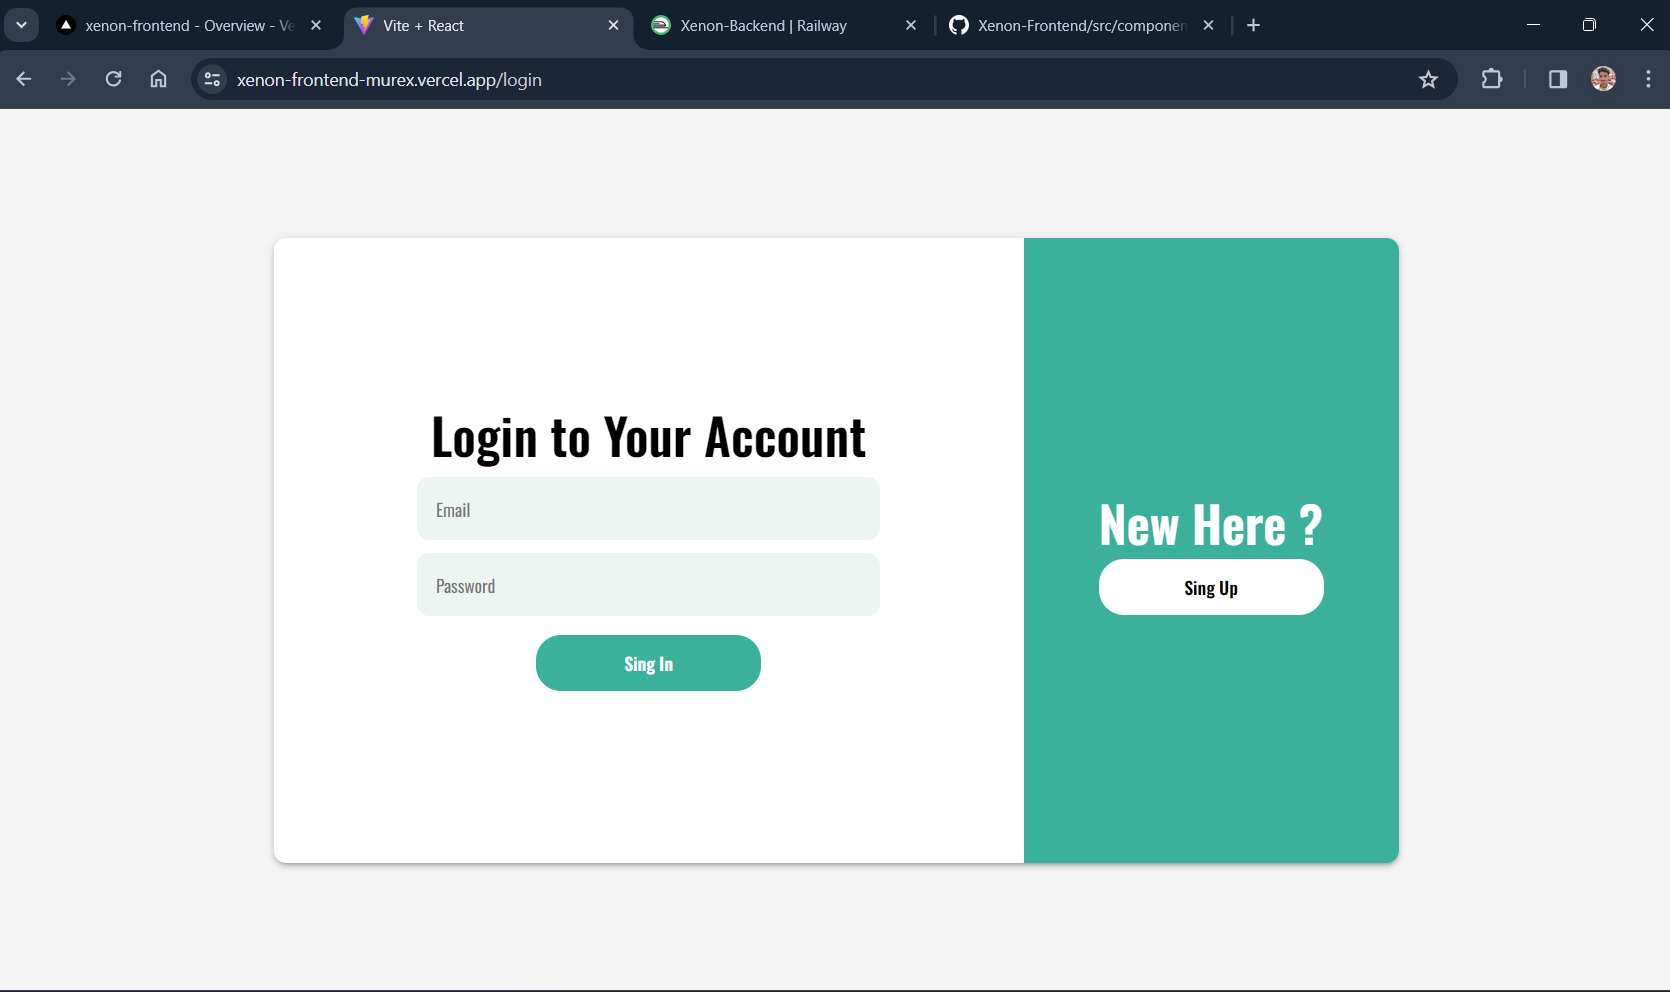 xenon-frontend - Overview - Ve
Vite + React
Xenon-Backend | Railway
Xenon-Frontend/src/componen
xenon-frontend-murex.vercel.app/login
Login to Your Account
Email
Password
Sing In
New Here ?
Sing Up